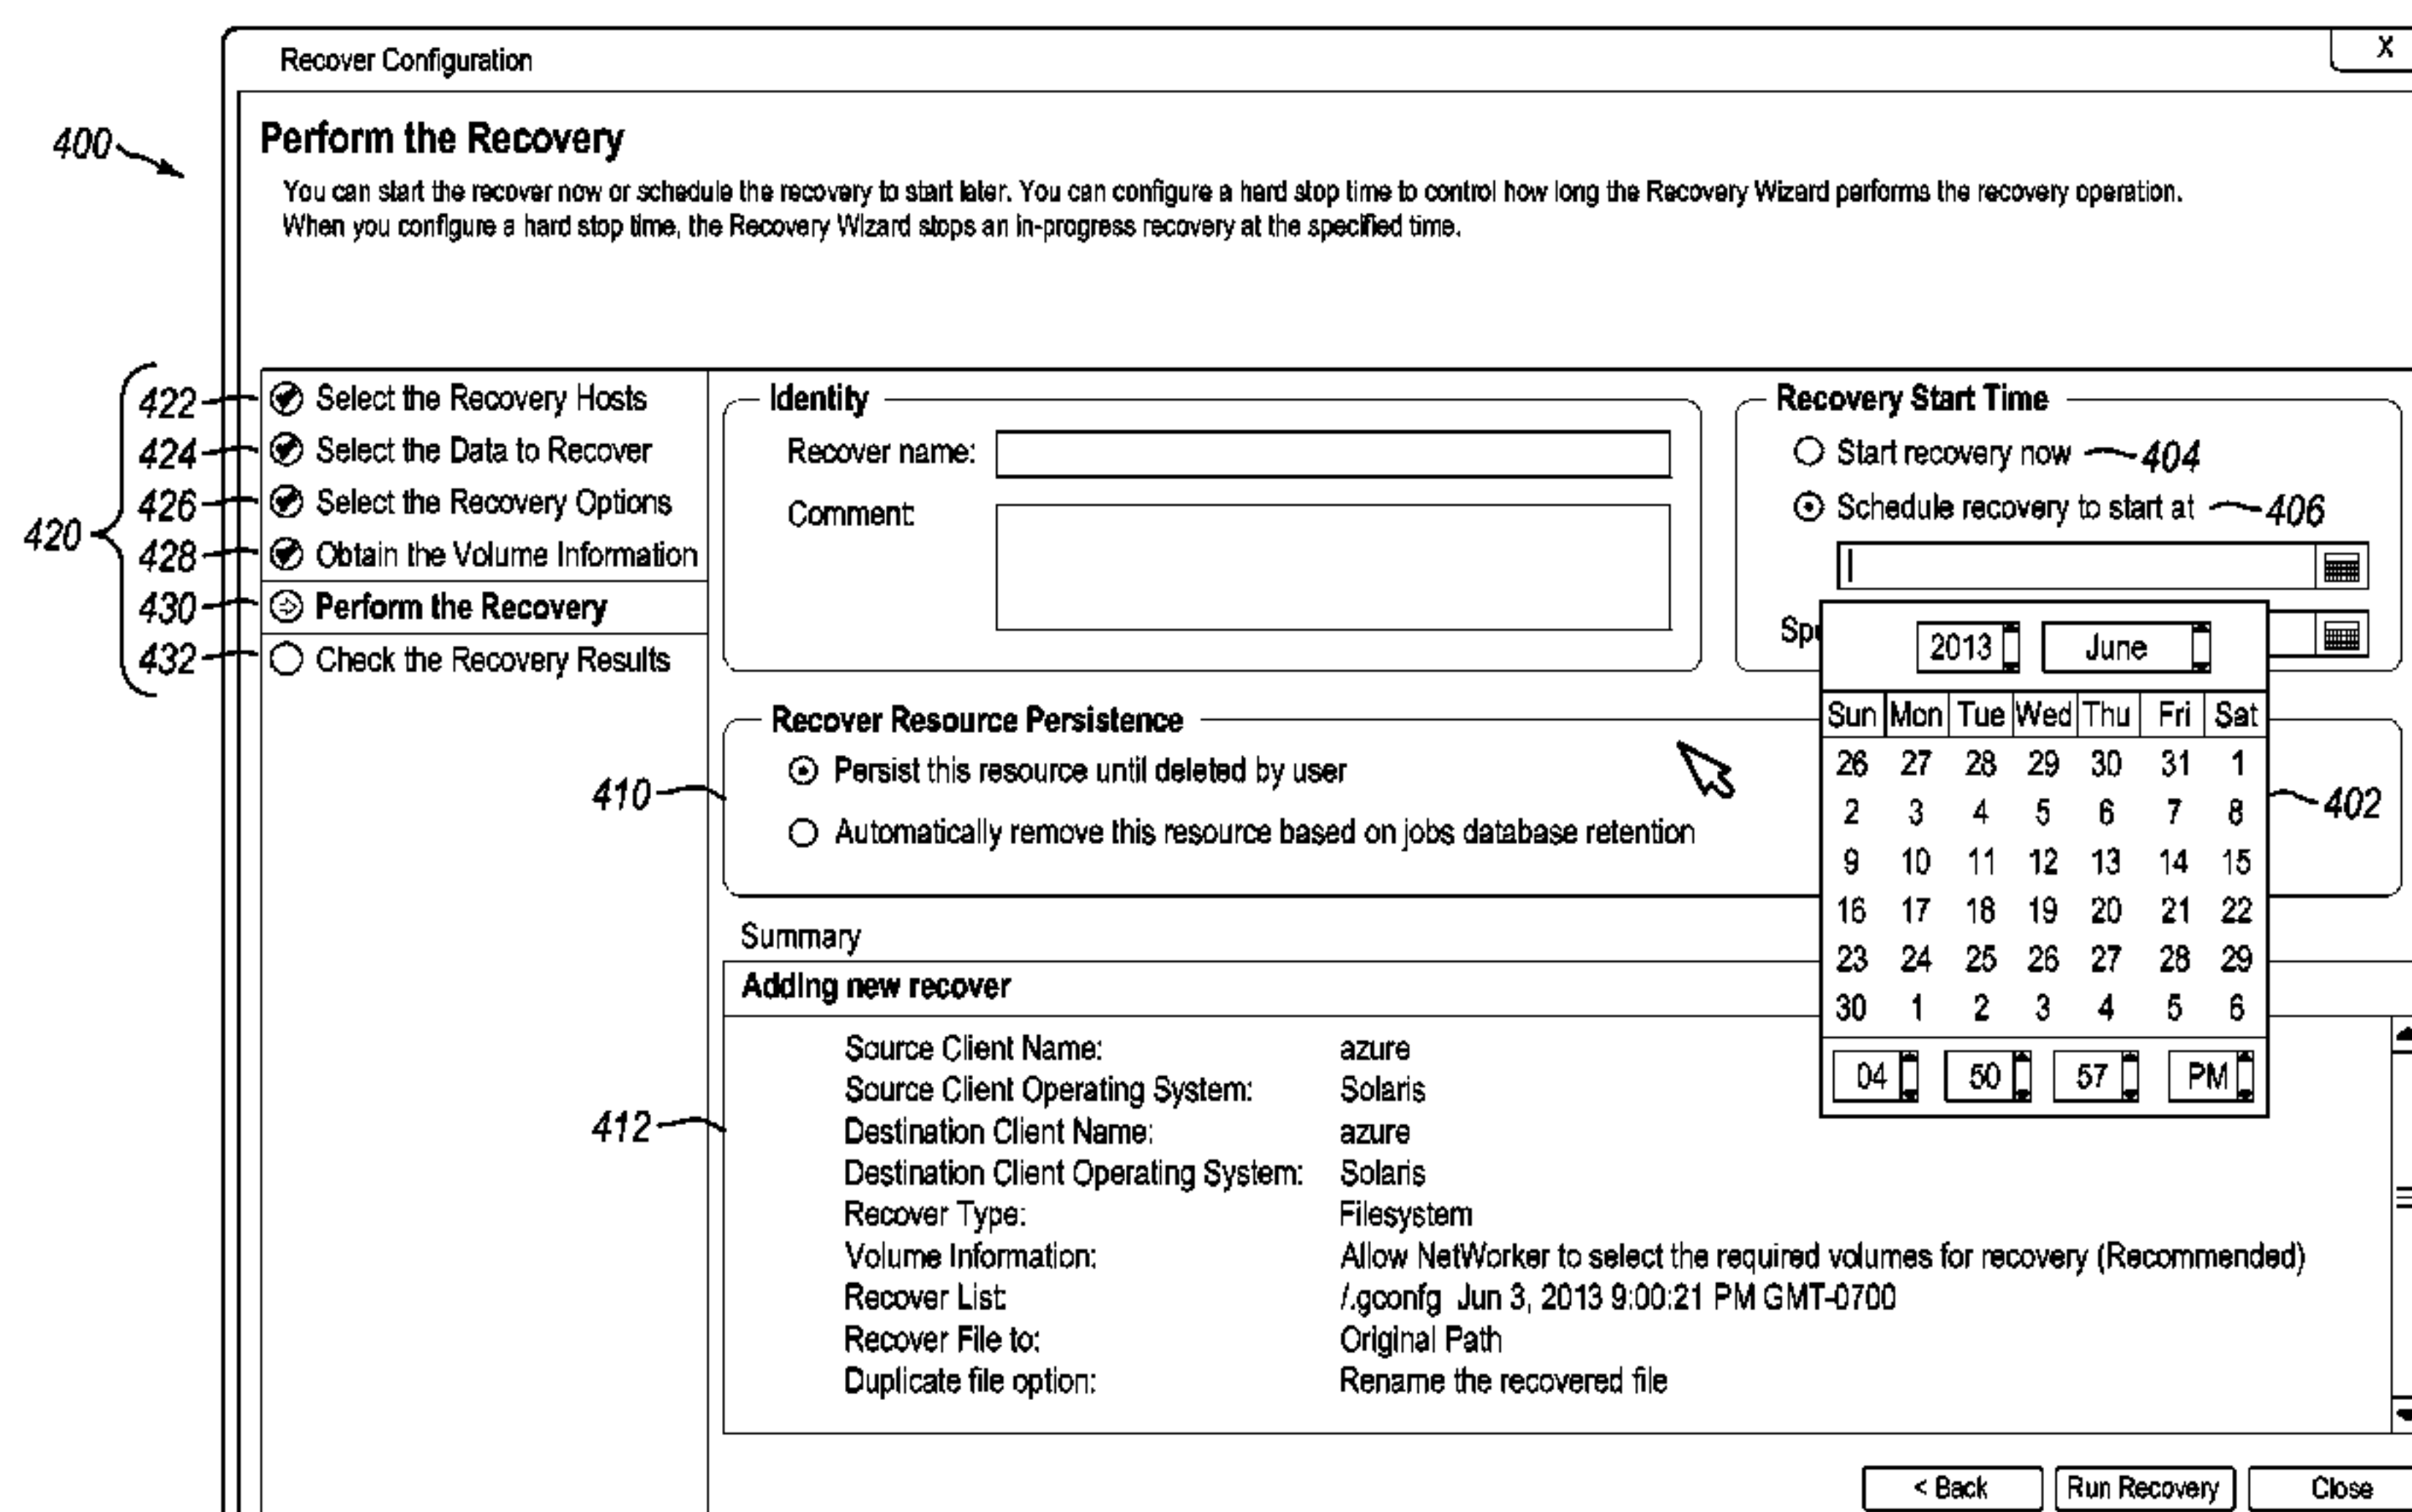 Recover Configuration
X
400
Perform the Recovery
You can start the recover now or schedule the recovery to start later. You can configure a hard stop time to control how long the Recovery Wizard performs the recovery operation.
When you configure a hard stop time, the Recovery Wizard stops an in-progress recovery at the specified time.
420
422 Select the Recovery Hosts
424 Select the Data to Recover
426 Select the Recovery Options
428 Obtain the Volume Information
430 Perform the Recovery
432 Check the Recovery Results
Identity
Recover name:
Comment:
Recovery Start Time
Start recovery now 404
Schedule recovery to start at 406
2013 June
Sun Mon Tue Wed Thu Fri Sat
26 27 28 29 30 31 1
2 3 4 5 6 7 8
9 10 11 12 13 14 15
16 17 18 19 20 21 22
23 24 25 26 27 28 29
30 1 2 3 4 5 6
04 50 57 PM
402
Recover Resource Persistence
410
Persist this resource until deleted by user
Automatically remove this resource based on jobs database retention
Summary
Adding new recover
412
Source Client Name: azure
Source Client Operating System: Solaris
Destination Client Name: azure
Destination Client Operating System: Solaris
Recover Type: Filesystem
Volume Information: Allow NetWorker to select the required volumes for recovery (Recommended)
Recover List: /.gconfg Jun 3, 2013 9:00:21 PM GMT-0700
Recover File to: Original Path
Duplicate file option: Rename the recovered file
< Back Run Recovery Close